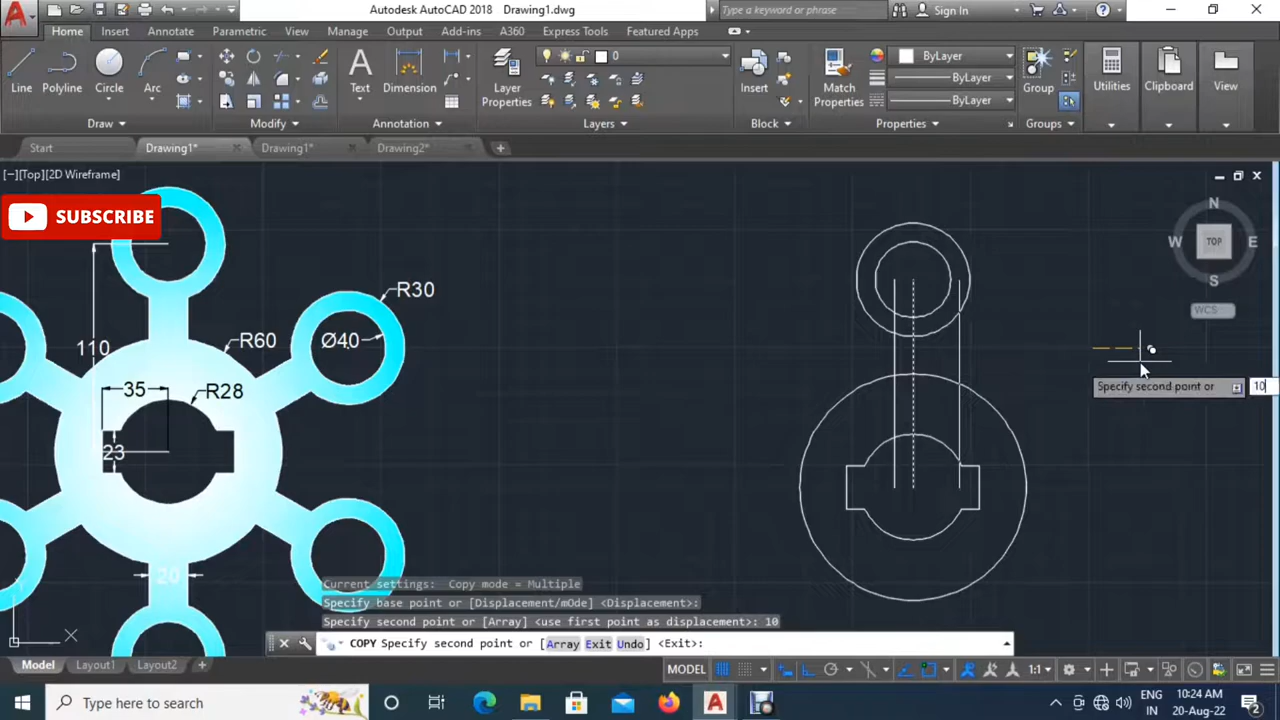 Autodesk AutoCAD 2018 Drawing1.dwg
Type a keyword or phrase
Sign In
Home Insert Annotate Parametric View Manage Output Add-ins A360 Express Tools Featured Apps
0
ByLayer
ByLayer
ByLayer
Line Polyline Circle Arc
Text Dimension
Layer Properties
Insert
Match Properties
Group
Utilities
Clipboard
View
Draw Modify Annotation Layers Block Properties Groups
Start Drawing1* Drawing1* Drawing2*
[−][Top][2D Wireframe]
SUBSCRIBE
N
W TOP E
S
WCS
R30
Ø40
R60
110
35
R28
23
20
Specify second point or 10
Y
X
Current settings: Copy mode = Multiple
Specify base point or [Displacement/mOde] <Displacement>:
Specify second point or [Array] <use first point as displacement>: 10
COPY Specify second point or [Array Exit Undo] <Exit>:
Model Layout1 Layout2
MODEL
1:1
Type here to search
ENG
IN
10:24 AM
20-Aug-22
2